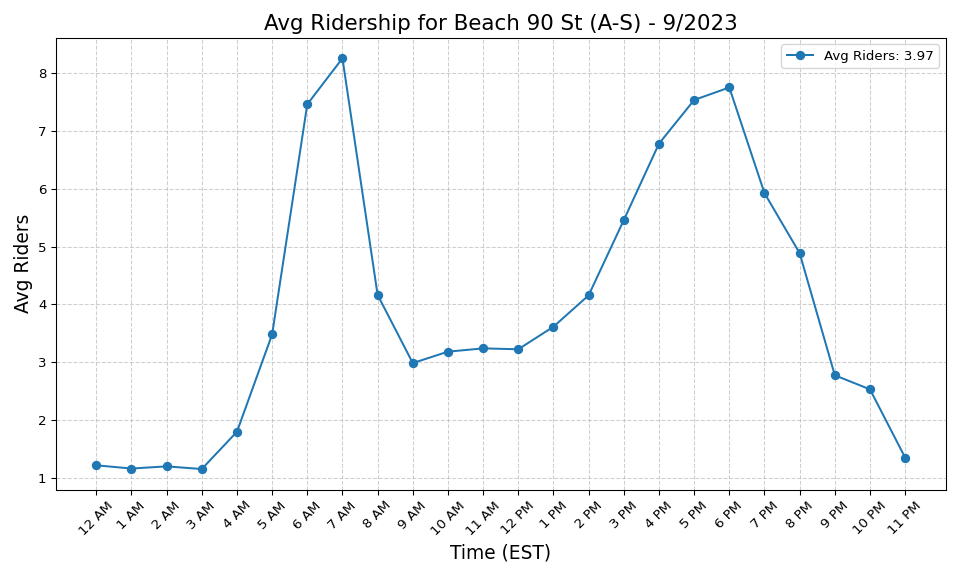 Avg Ridership for Beach 90 St (A-S) - 9/2023
Avg Riders: 3.97
Avg Riders
8
7
6
5
4
3
2
1
12 AM
1 AM
2 AM
3 AM
4 AM
5 AM
6 AM
7 AM
8 AM
9 AM
10 AM
11 AM
12 PM
1 PM
2 PM
3 PM
4 PM
5 PM
6 PM
7 PM
8 PM
9 PM
10 PM
11 PM
Time (EST)